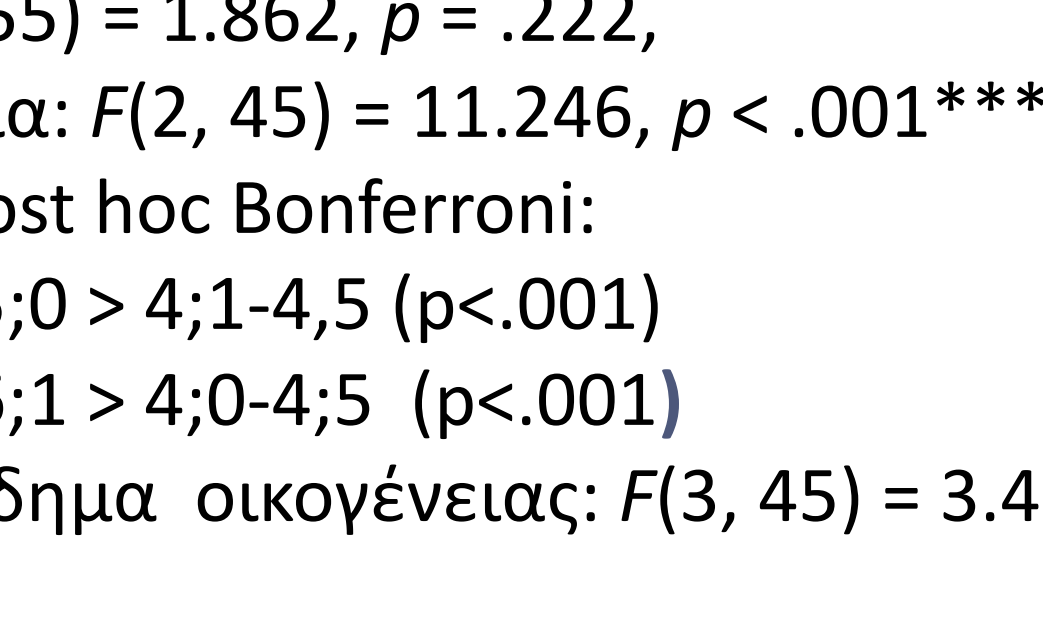 55) = 1.862, p = .222,
ια: F(2, 45) = 11.246, p < .001***
ost hoc Bonferroni:
;0 > 4;1-4,5 (p<.001)
;1 > 4;0-4;5 (p<.001)
δημα οικογένειας: F(3, 45) = 3.4